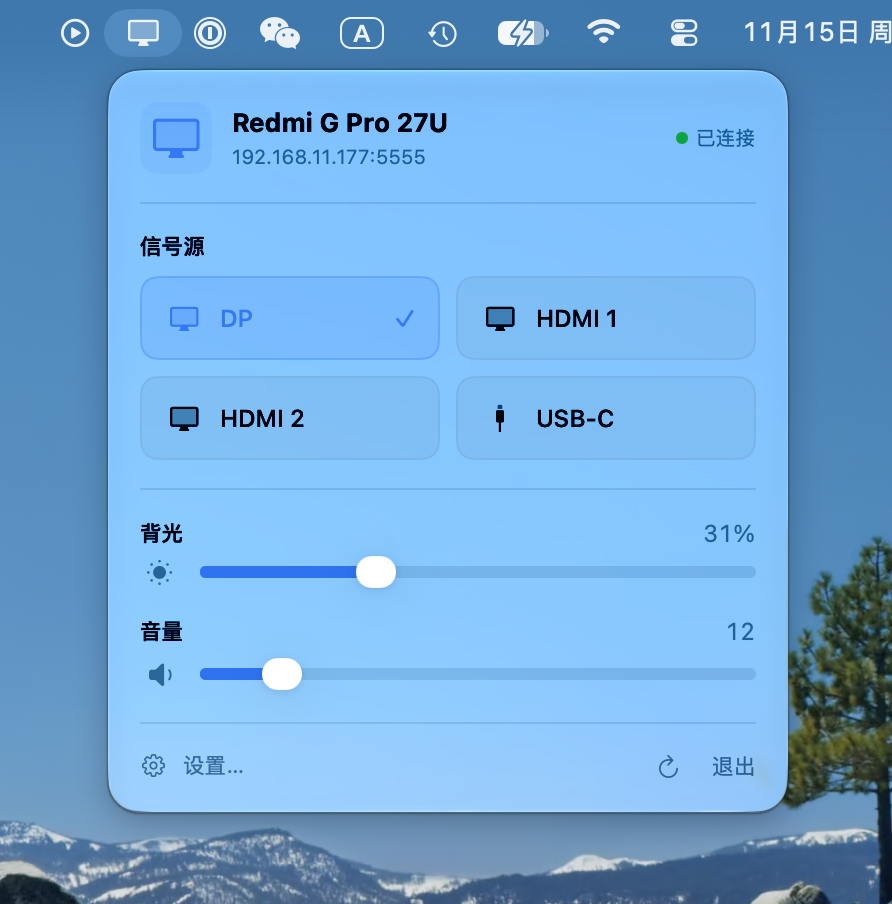 A
11月15日 周
Redmi G Pro 27U
192.168.11.177:5555
已连接
信号源
DP
HDMI 1
HDMI 2
USB-C
背光
31%
音量
12
设置...
退出